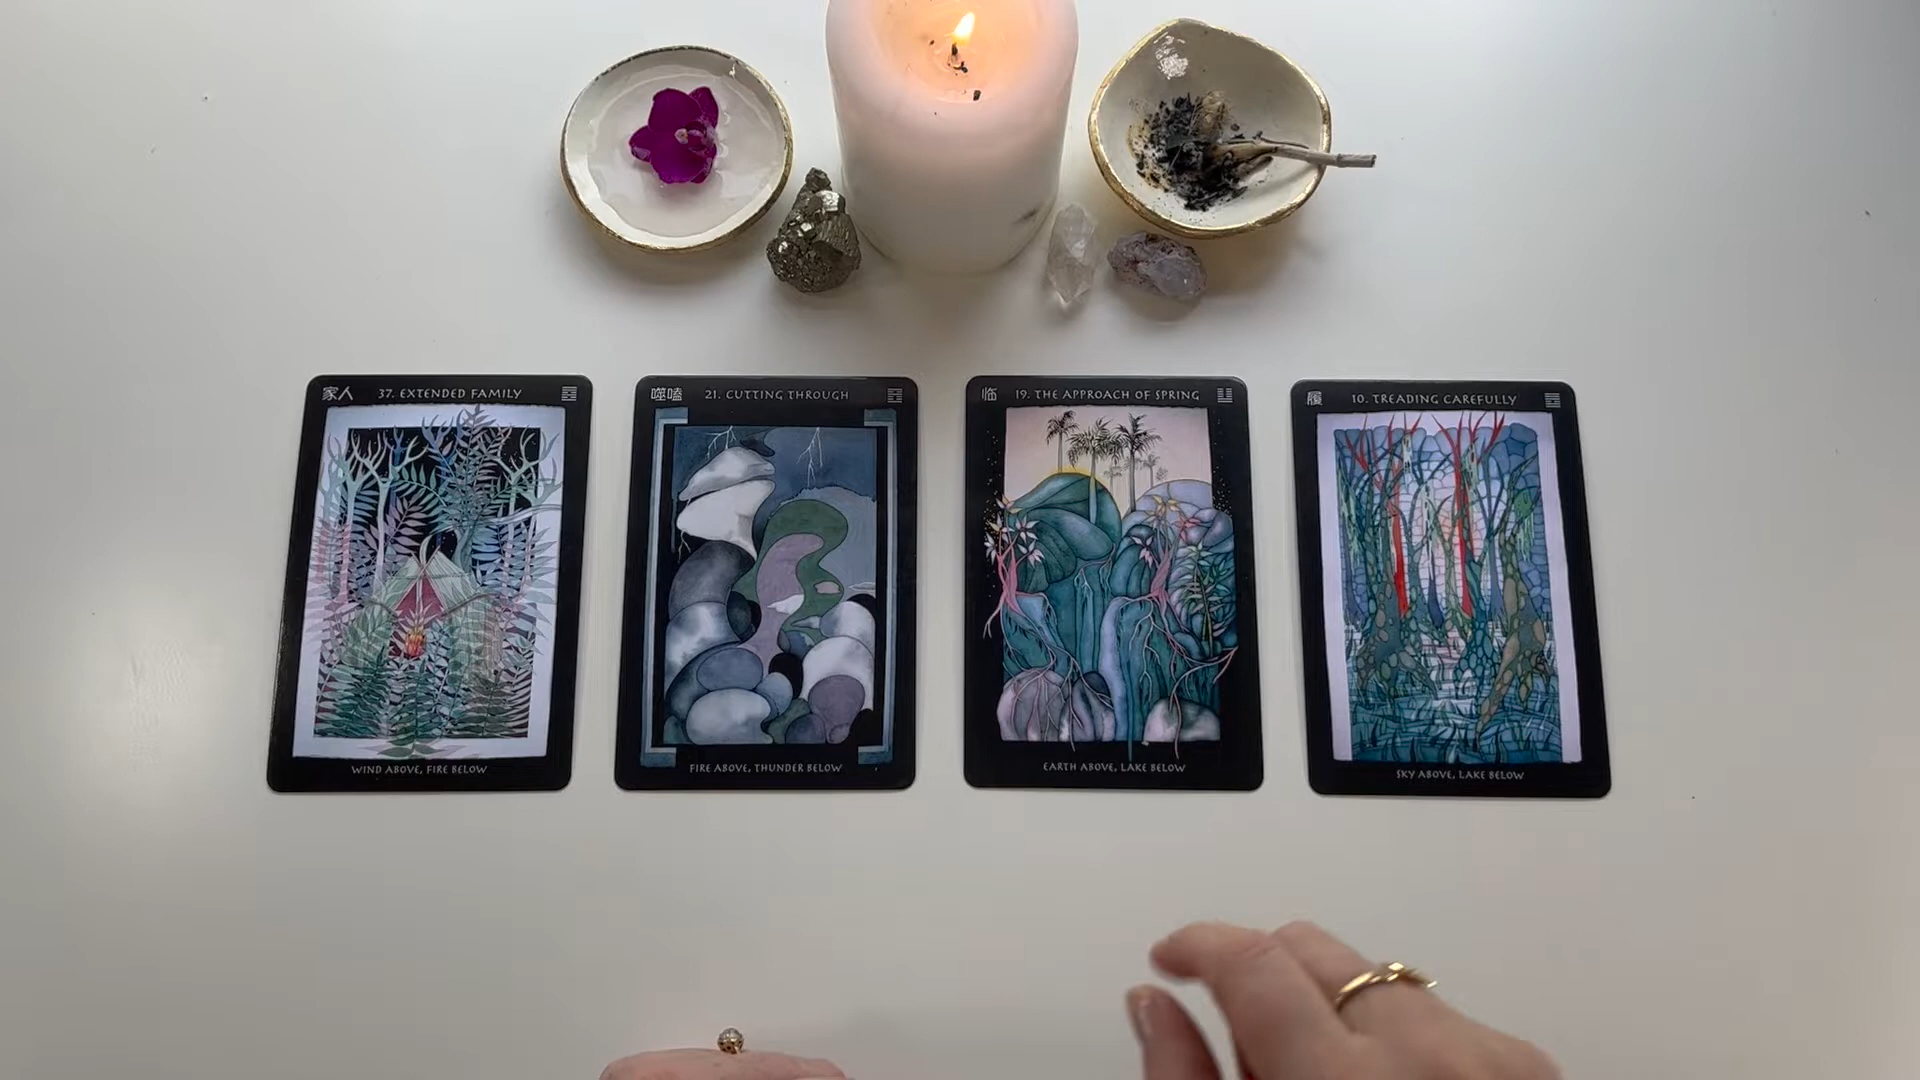 家人 37. EXTENDED FAMILY
WIND ABOVE, FIRE BELOW
噬嗑 21. CUTTING THROUGH
FIRE ABOVE, THUNDER BELOW
临 19. THE APPROACH OF SPRING
EARTH ABOVE, LAKE BELOW
履 10. TREADING CAREFULLY
SKY ABOVE, LAKE BELOW